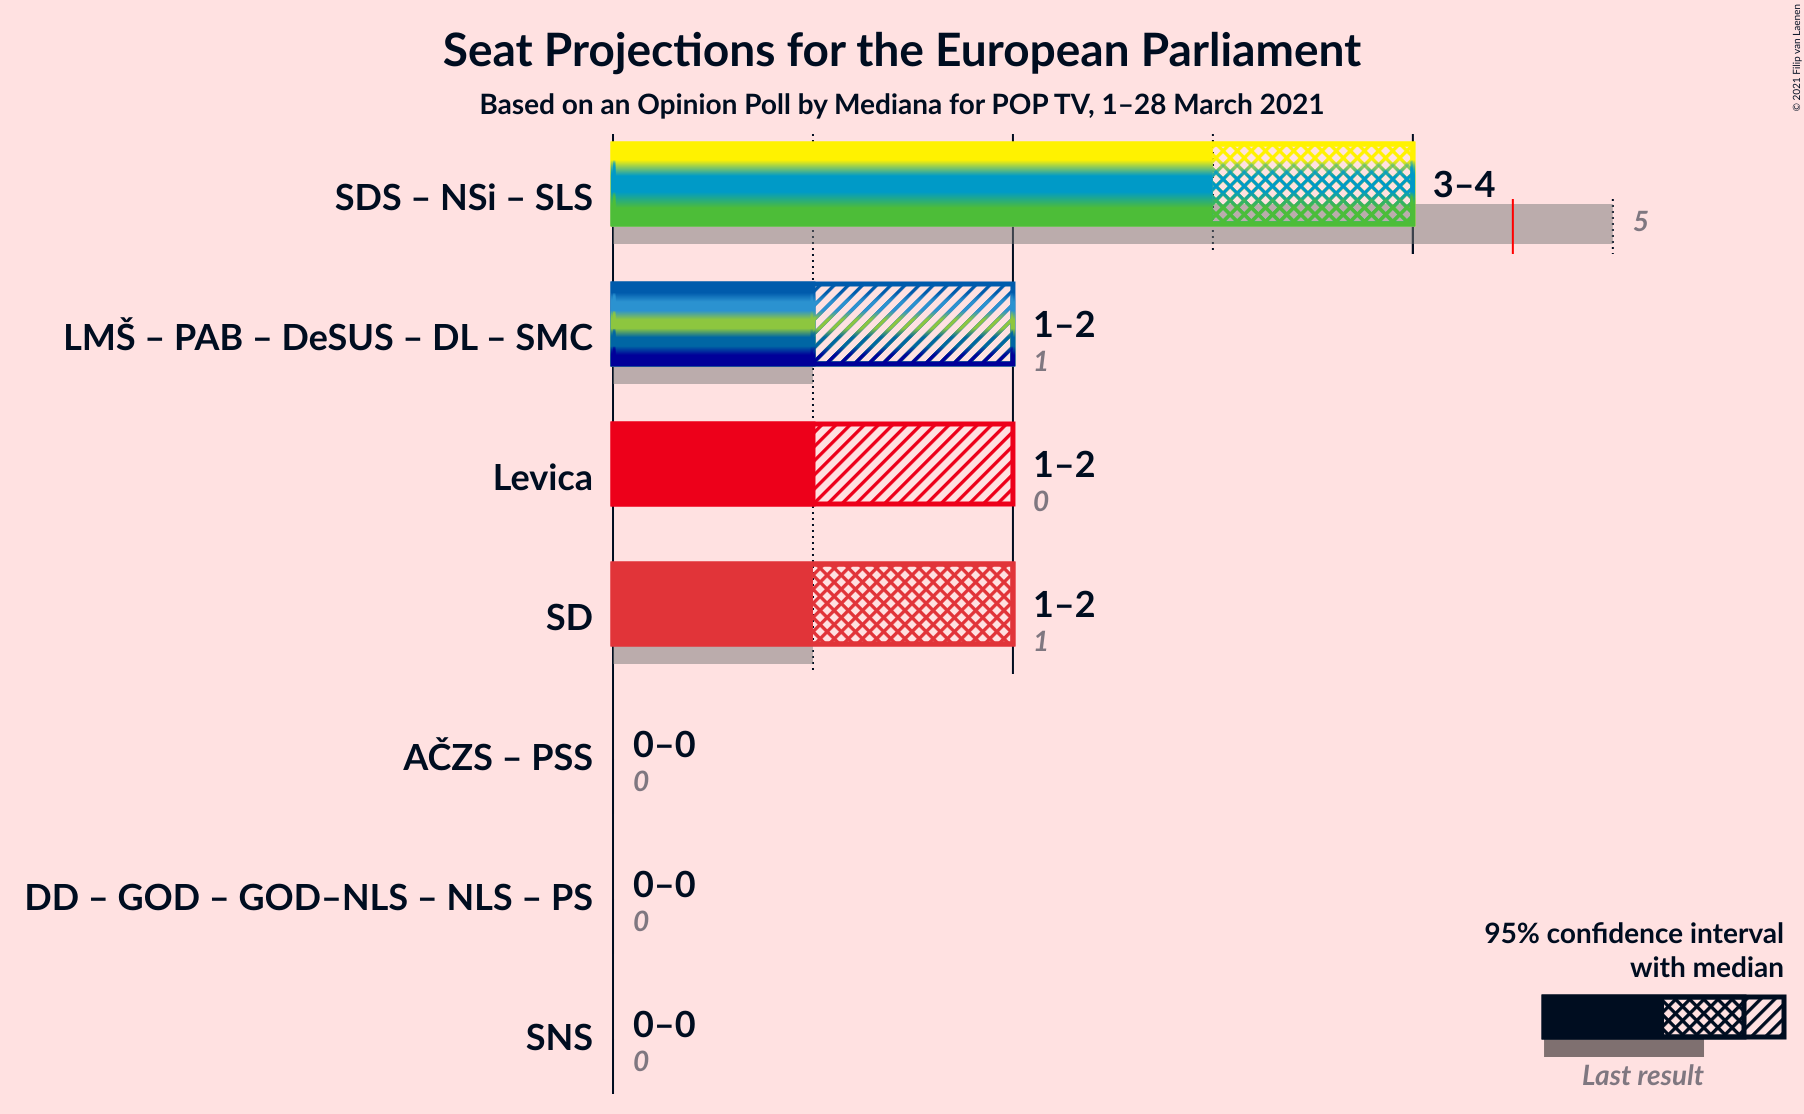 Seat Projections for the European Parliament
Based on an Opinion Poll by Mediana for POP TV, 1–28 March 2021
© 2021 Filip van Laenen
SDS – NSi – SLS
3–4
5
LMŠ – PAB – DeSUS – DL – SMC
1–2
1
Levica
1–2
0
SD
1–2
1
AČZS – PSS
0–0
0
DD – GOD – GOD–NLS – NLS – PS
0–0
0
SNS
0–0
0
95% confidence interval
with median
Last result